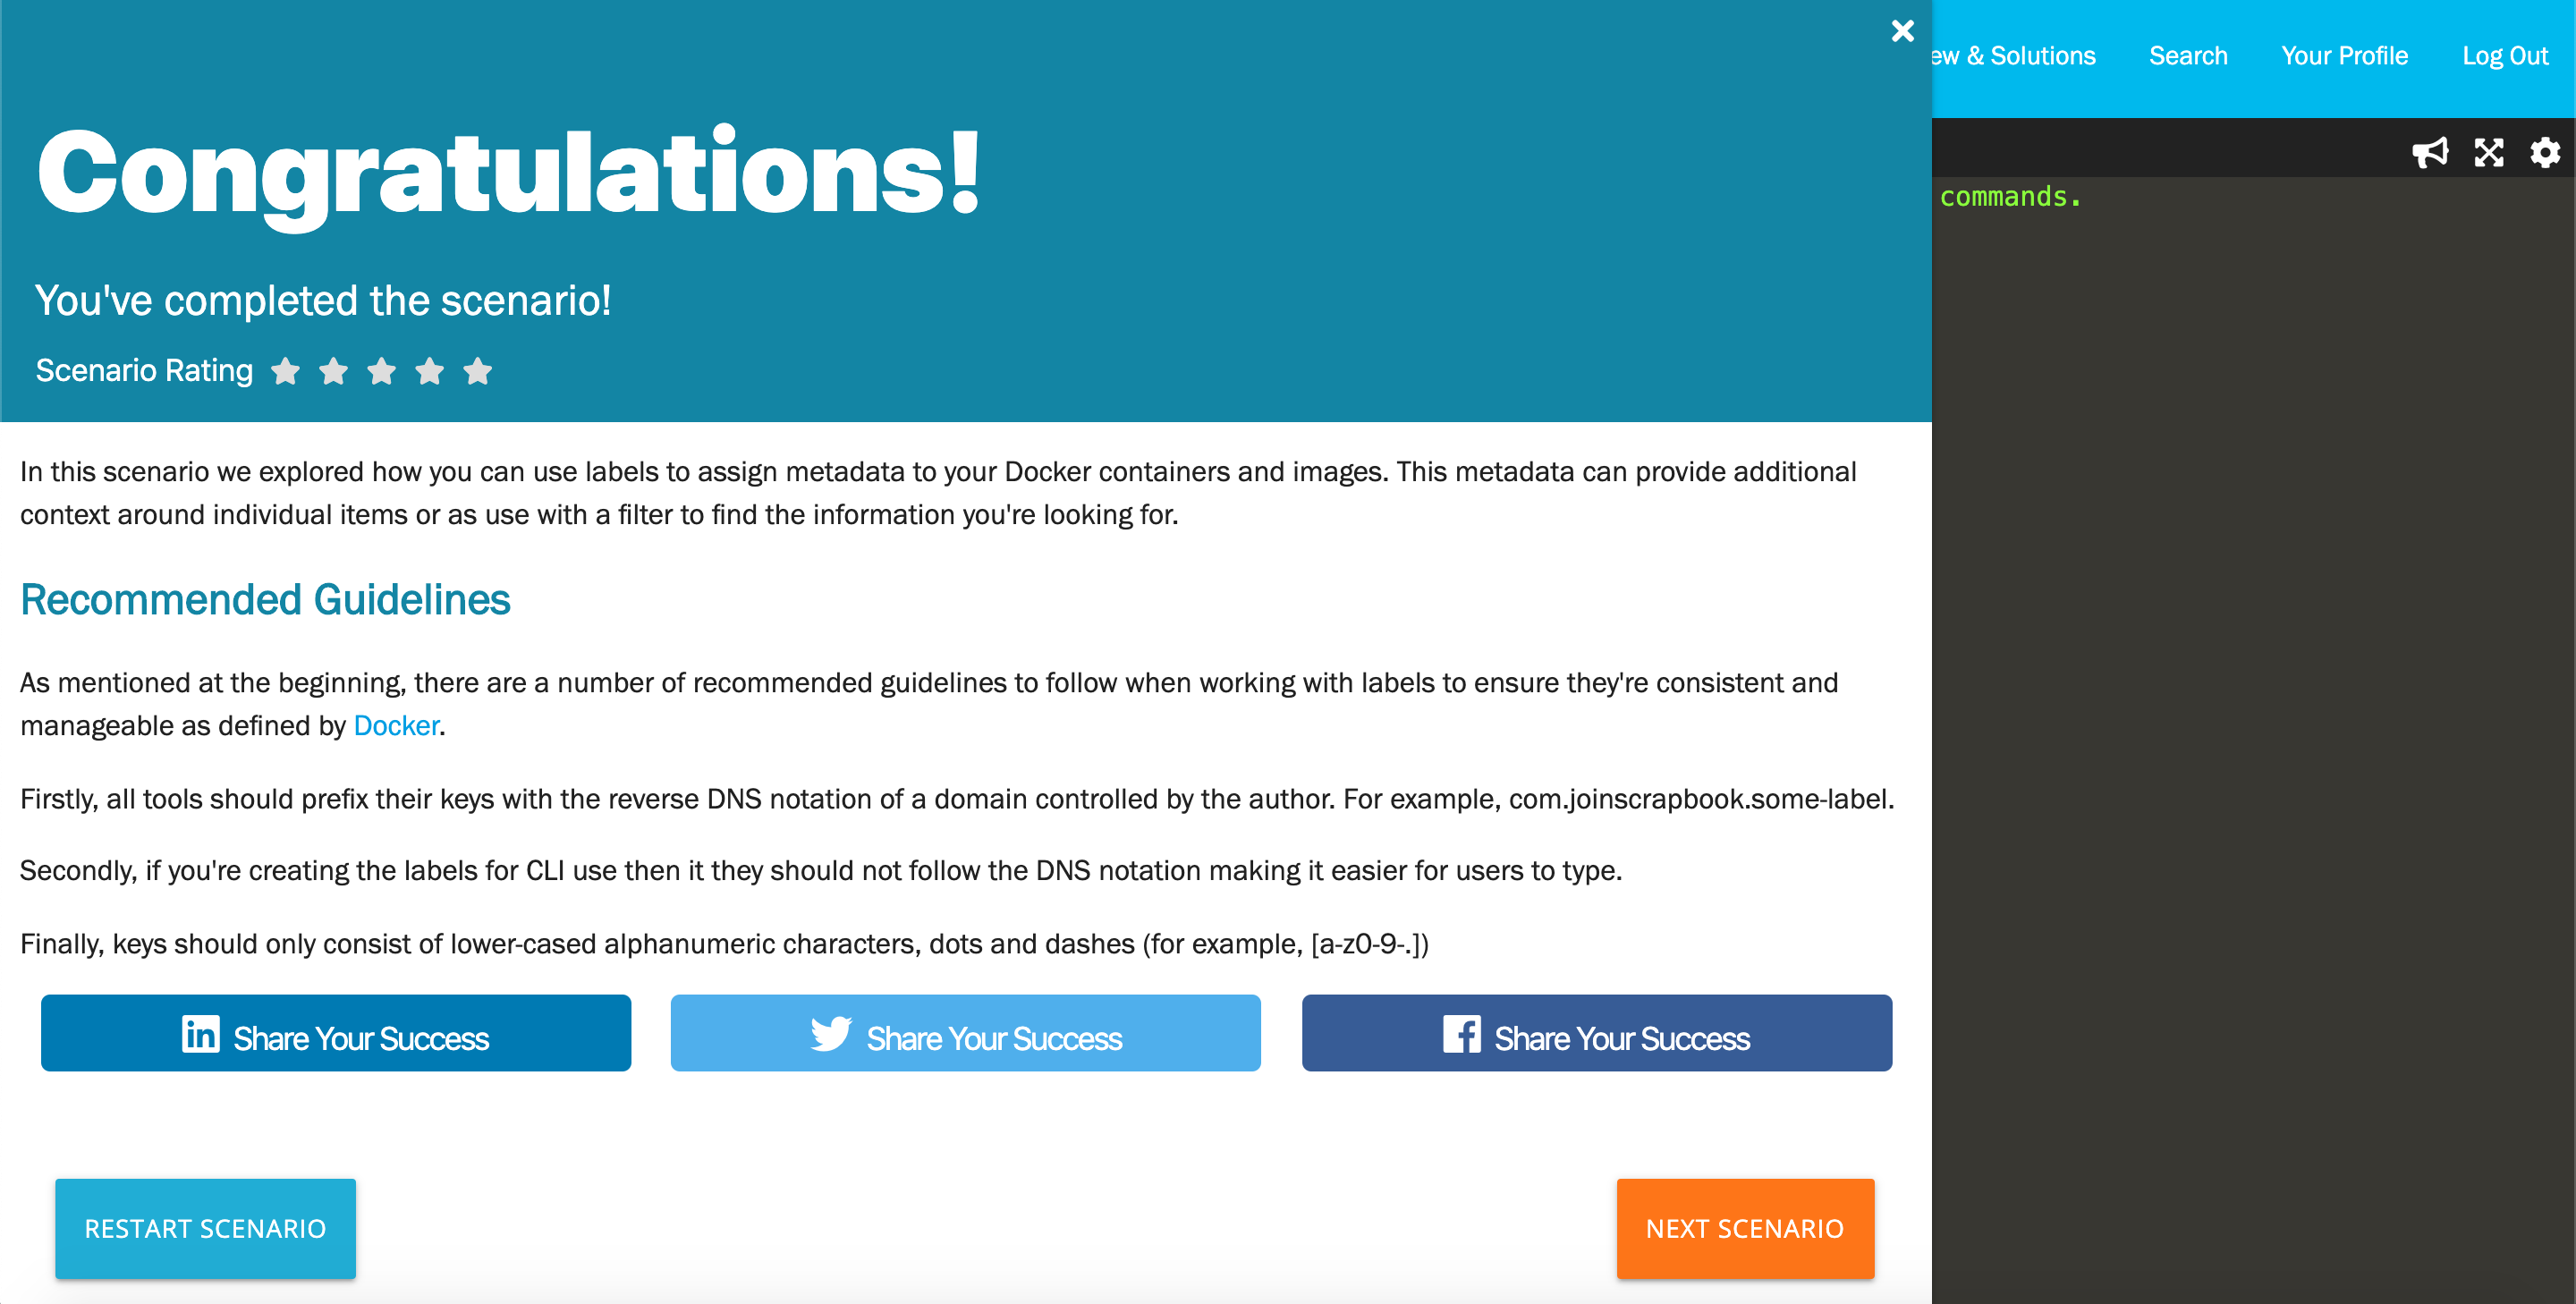 ew & Solutions Search Your Profile Log Out
commands.
Congratulations!
You've completed the scenario!
Scenario Rating
In this scenario we explored how you can use labels to assign metadata to your Docker containers and images. This metadata can provide additional
context around individual items or as use with a filter to find the information you're looking for.
Recommended Guidelines
As mentioned at the beginning, there are a number of recommended guidelines to follow when working with labels to ensure they're consistent and
manageable as defined by Docker.
Firstly, all tools should prefix their keys with the reverse DNS notation of a domain controlled by the author. For example, com.joinscrapbook.some-label.
Secondly, if you're creating the labels for CLI use then it they should not follow the DNS notation making it easier for users to type.
Finally, keys should only consist of lower-cased alphanumeric characters, dots and dashes (for example, [a-z0-9-.])
Share Your Success
Share Your Success
Share Your Success
RESTART SCENARIO
NEXT SCENARIO